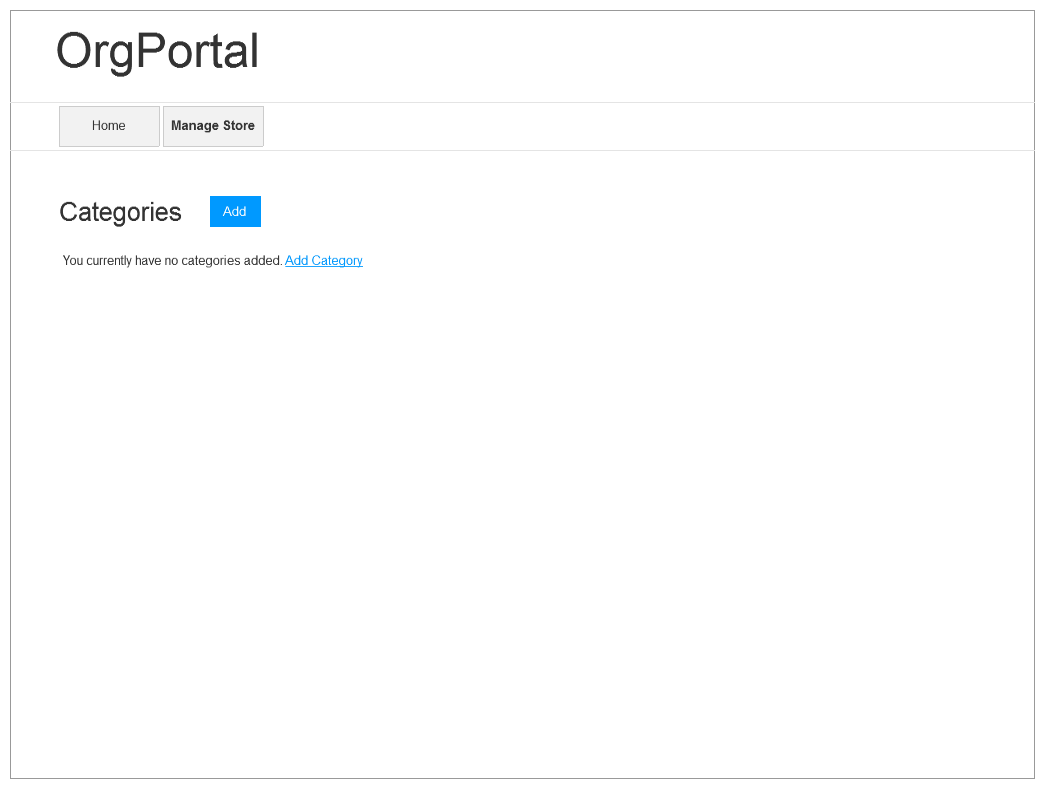 OrgPortal
Home Manage Store
Categories Add
You currently have no categories added. Add Category